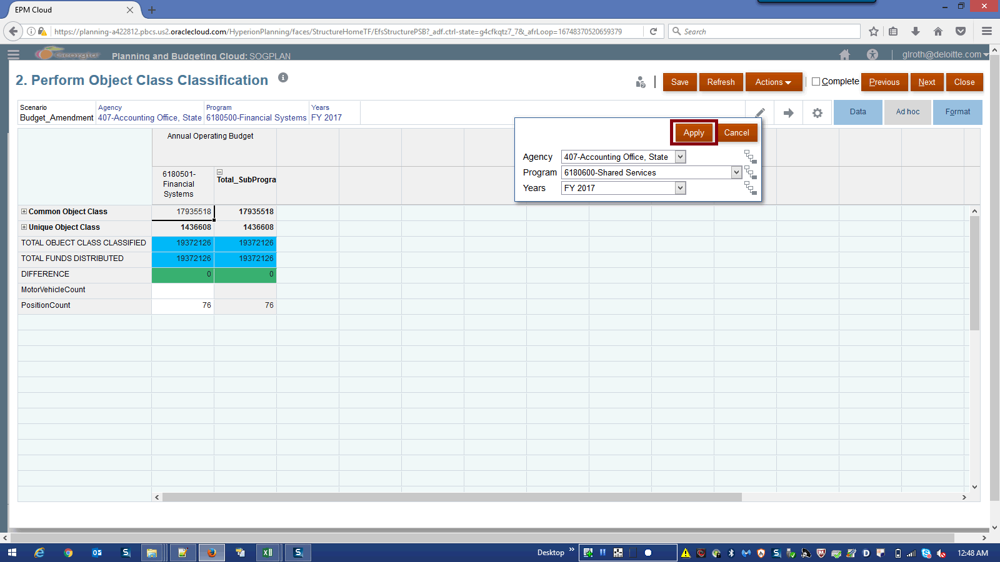 EPM Cloud
https://planning-a422812.pbcs.us2.oraclecloud.com/HyperionPlanning/faces/StructureHomeTF/EfsStructurePSB?_adf.ctrl-state=g4cfkqtz7_7&_afrLoop=16748370520659379
Search
Georgia
Planning and Budgeting Cloud: SOGPLAN
glroth@deloitte.com
2. Perform Object Class Classification
Save
Refresh
Actions
Complete
Previous
Next
Close
Scenario
Budget_Amendment
Agency
407-Accounting Office, State
Program
6180500-Financial Systems
Years
FY 2017
Data
Ad hoc
Format
Apply
Cancel
Agency 407-Accounting Office, State
Program 6180600-Shared Services
Years FY 2017
Annual Operating Budget
6180501-
Financial
Systems
Total_SubProgra
Common Object Class 17935518 17935518
Unique Object Class 1436608 1436608
TOTAL OBJECT CLASS CLASSIFIED 19372126 19372126
TOTAL FUNDS DISTRIBUTED 19372126 19372126
DIFFERENCE 0 0
MotorVehicleCount
PositionCount 76 76
Desktop
12:48 AM